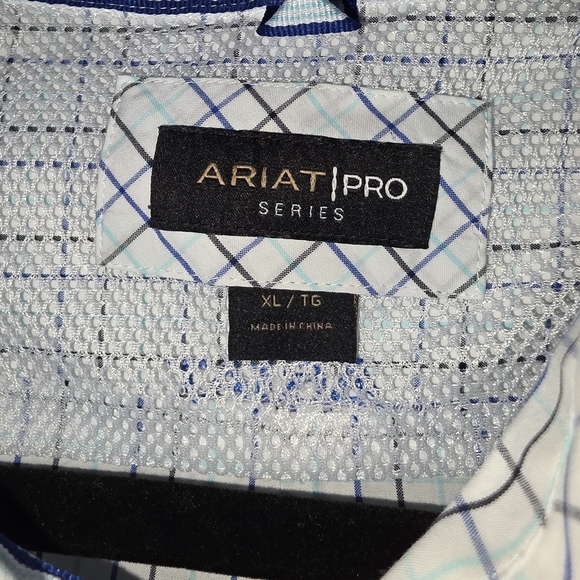 ARIAT|PRO
SERIES
XL / TG
MADE IN CHINA